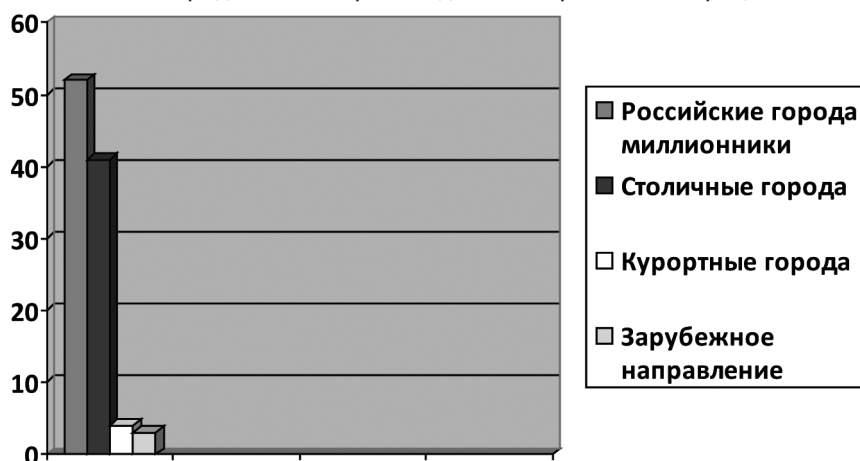 60
50
40
30
20
10
0
Российские города
миллионники
Столичные города
Курортные города
Зарубежное
направление